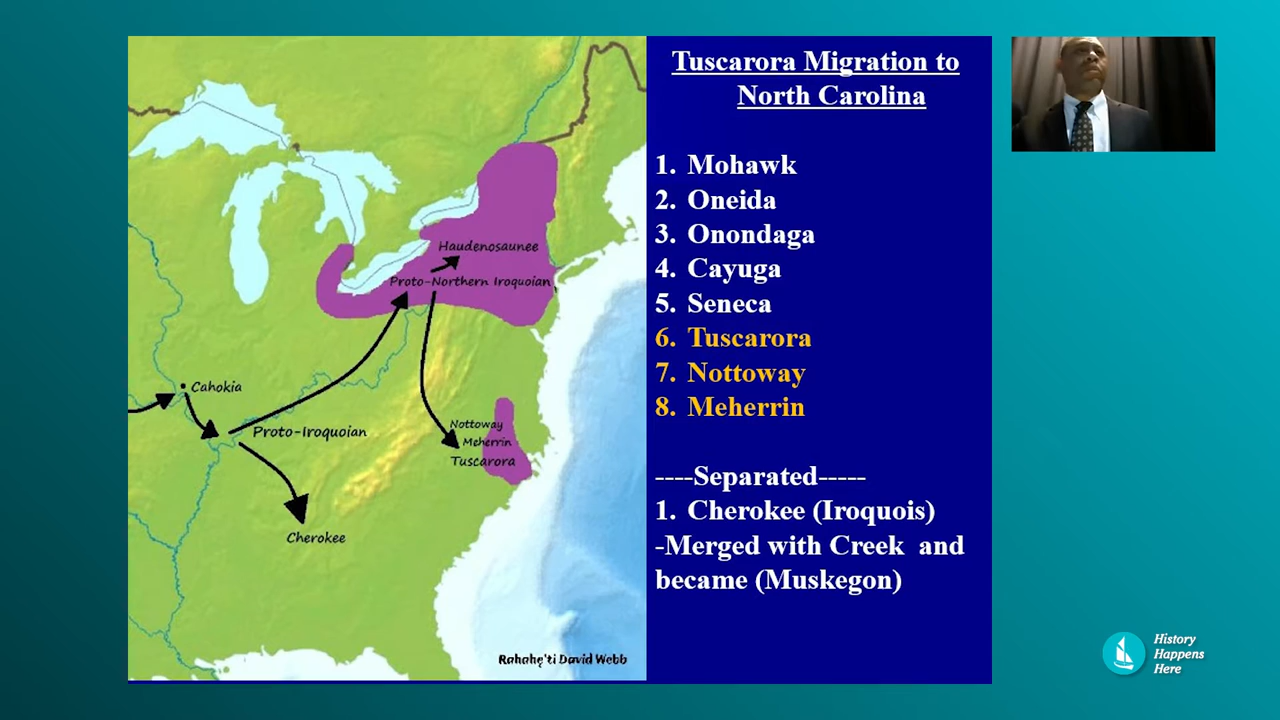 Tuscarora Migration to
North Carolina
1. Mohawk
2. Oneida
3. Onondaga
4. Cayuga
5. Seneca
6. Tuscarora
7. Nottoway
8. Meherrin
----Separated-----
1. Cherokee (Iroquois)
-Merged with Creek and
became (Muskegon)
Haudenosaunee
Proto-Northern Iroquoian
Cahokia
Proto-Iroquoian
Nottoway
Meherrin
Tuscarora
Cherokee
Rahahę'ti David Webb
History
Happens
Here